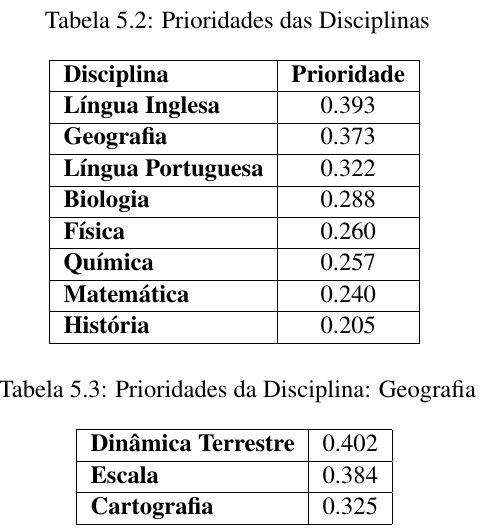 Tabela 5.2: Prioridades das Disciplinas
Disciplina Prioridade
Língua Inglesa 0.393
Geografia 0.373
Língua Portuguesa 0.322
Biologia 0.288
Física 0.260
Química 0.257
Matemática 0.240
História 0.205
Tabela 5.3: Prioridades da Disciplina: Geografia
Dinâmica Terrestre 0.402
Escala 0.384
Cartografia 0.325